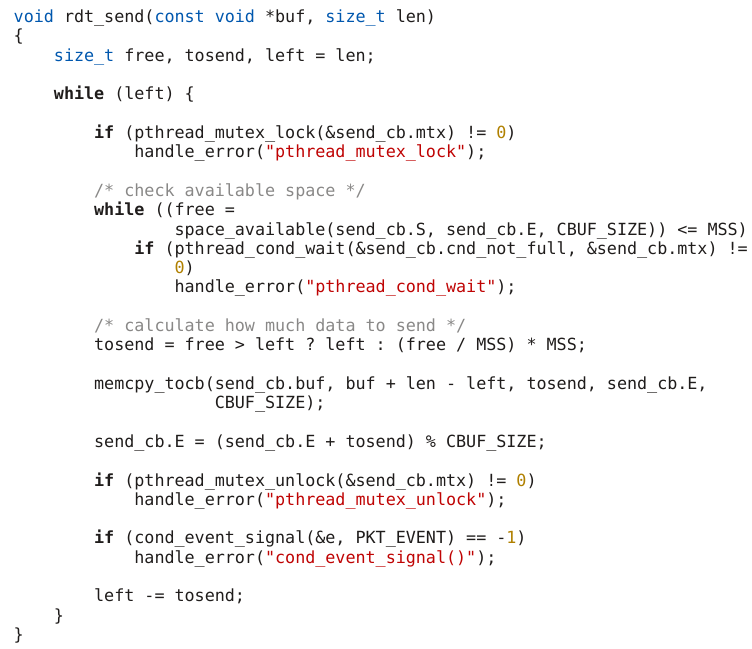 void rdt_send(const void *buf, size_t len)
{
    size_t free, tosend, left = len;

    while (left) {

        if (pthread_mutex_lock(&send_cb.mtx) != 0)
            handle_error("pthread_mutex_lock");

        /* check available space */
        while ((free =
                space_available(send_cb.S, send_cb.E, CBUF_SIZE)) <= MSS)
            if (pthread_cond_wait(&send_cb.cnd_not_full, &send_cb.mtx) !=
                0)
                handle_error("pthread_cond_wait");

        /* calculate how much data to send */
        tosend = free > left ? left : (free / MSS) * MSS;

        memcpy_tocb(send_cb.buf, buf + len - left, tosend, send_cb.E,
                    CBUF_SIZE);

        send_cb.E = (send_cb.E + tosend) % CBUF_SIZE;

        if (pthread_mutex_unlock(&send_cb.mtx) != 0)
            handle_error("pthread_mutex_unlock");

        if (cond_event_signal(&e, PKT_EVENT) == -1)
            handle_error("cond_event_signal()");

        left -= tosend;
    }
}